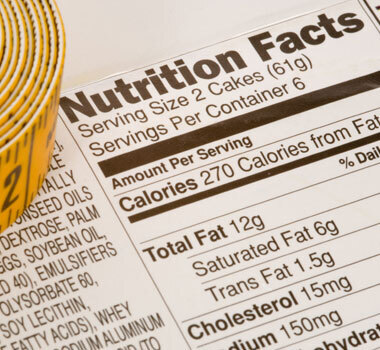 Nutrition Facts
Serving Size 2 Cakes (61g)
Servings Per Container 6
Amount Per Serving
Calories 270 Calories from Fat
% Daily
Total Fat 12g
Saturated Fat 6g
Trans Fat 1.5g
Cholesterol 15mg
150mg
2
OILS
DEXTROSE, PALM
SOYBEAN OIL
40), EMULSIFIERS
60,
SOY LECITHIN,
FATTY ACIDS), WHEY
ALUMINUM